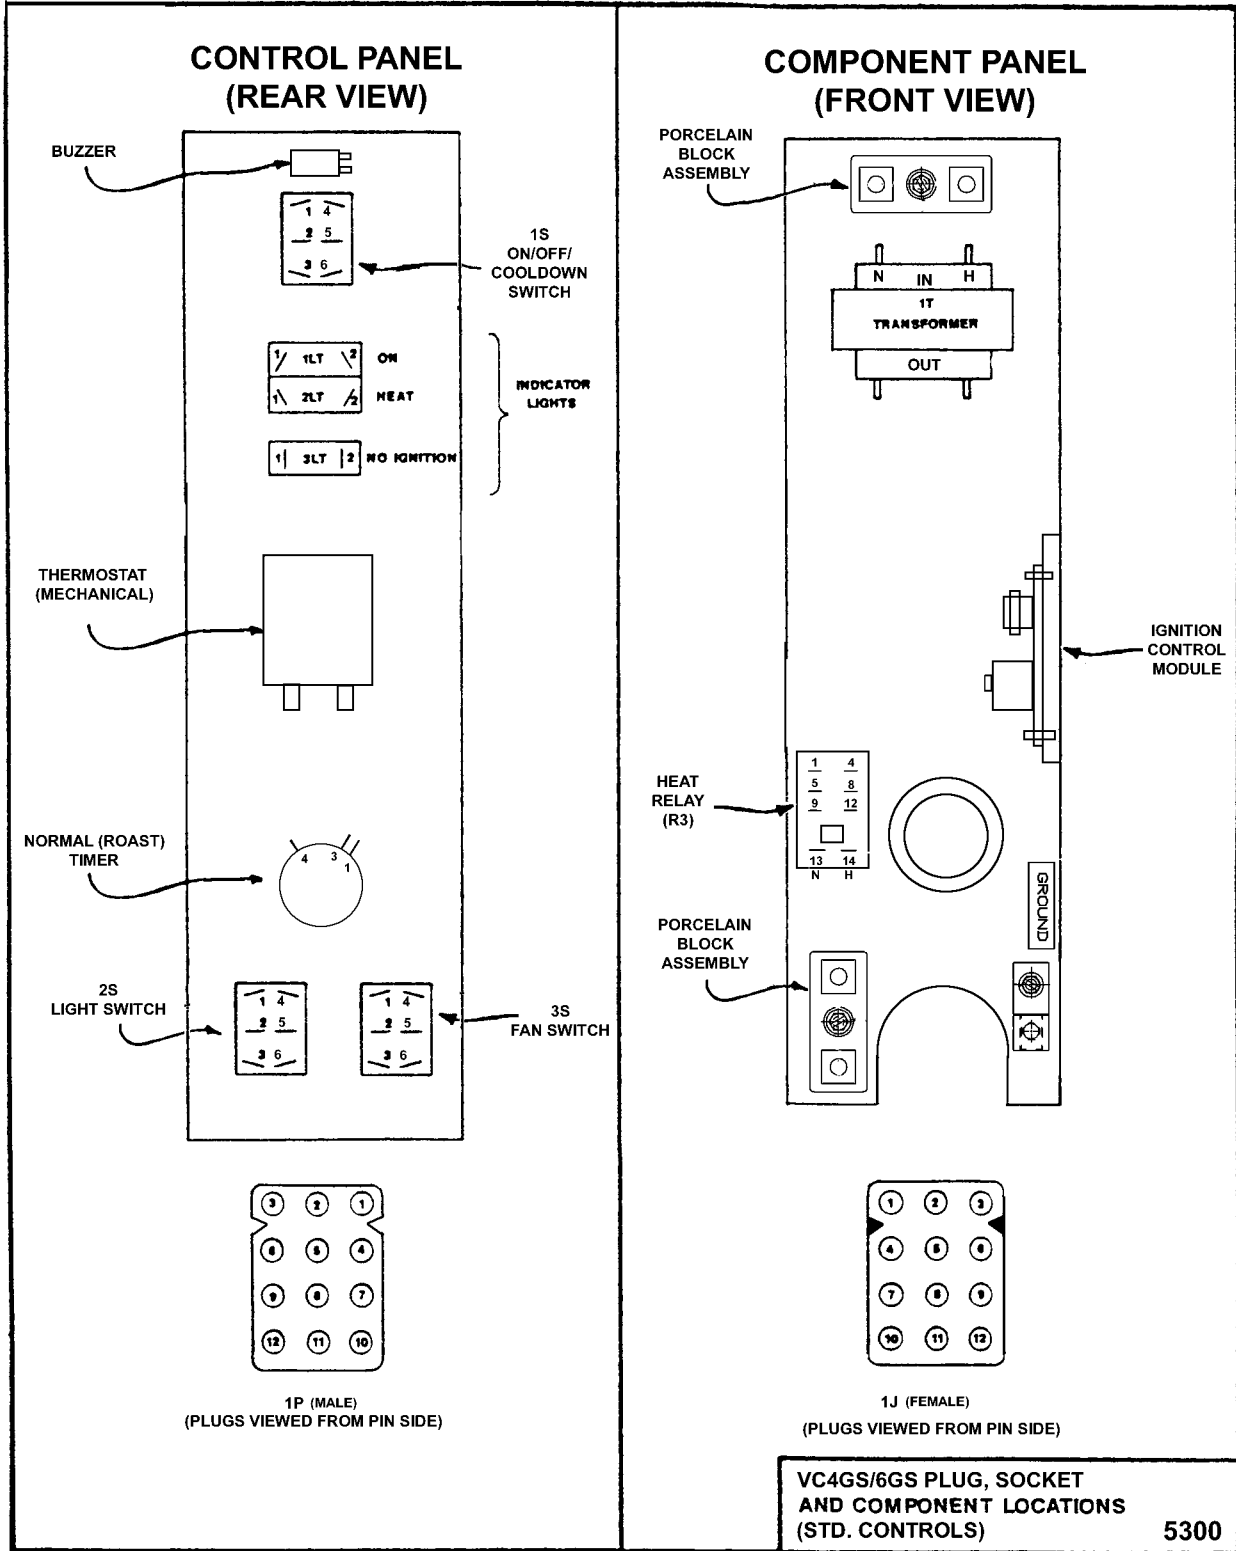 CONTROL PANEL
(REAR VIEW)
BUZZER
1 4
2 5
3 6
1S
ON/OFF/
COOLDOWN
SWITCH
1 1LT 2 ON
1 2LT 2 HEAT
1 3LT 2 NO IGNITION
INDICATOR
LIGHTS
THERMOSTAT
(MECHANICAL)
NORMAL (ROAST)
TIMER
4 3 1
2S
LIGHT SWITCH
1 4
2 5
3 6
1 4
2 5
3 6
3S
FAN SWITCH
3 2 1
6 5 4
9 8 7
12 11 10
1P (MALE)
(PLUGS VIEWED FROM PIN SIDE)
COMPONENT PANEL
(FRONT VIEW)
PORCELAIN
BLOCK
ASSEMBLY
N IN H
1T
TRANSFORMER
OUT
IGNITION
CONTROL
MODULE
HEAT
RELAY
(R3)
1 4
5 8
9 12
13 14
N H
GROUND
PORCELAIN
BLOCK
ASSEMBLY
1 2 3
4 5 6
7 8 9
10 11 12
1J (FEMALE)
(PLUGS VIEWED FROM PIN SIDE)
VC4GS/6GS PLUG, SOCKET
AND COMPONENT LOCATIONS
(STD. CONTROLS) 5300